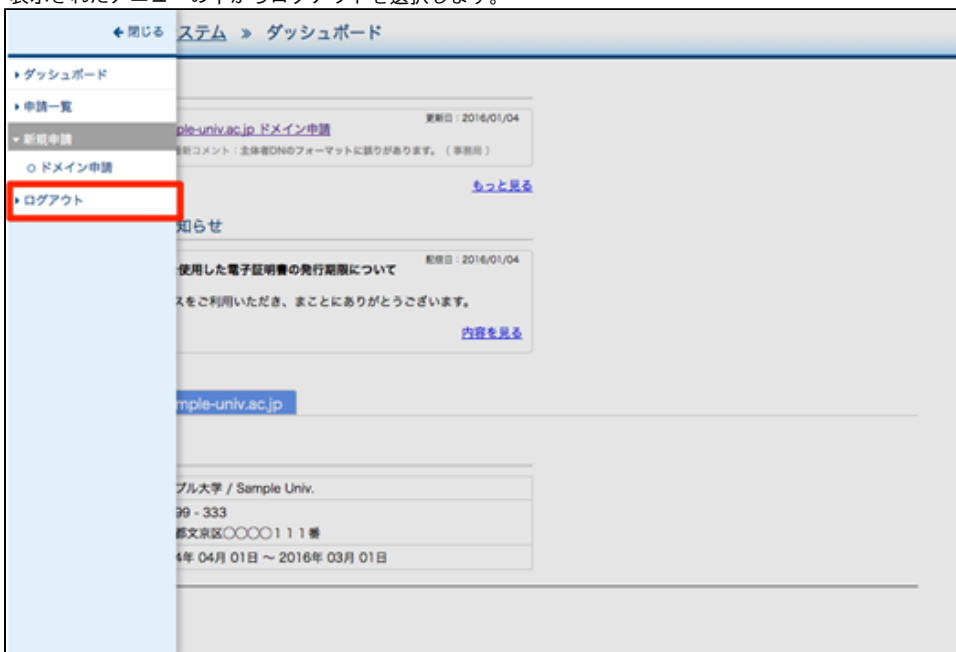 表示されたメニューの中からログアウトを選択します。
閉じる
ステム » ダッシュボード
ダッシュボード
申請一覧
新規申請
ドメイン申請
ログアウト
更新日:2016/01/04
ple-univ.ac.jp ドメイン申請
新コメント:主体者DNのフォーマットに誤りがあります。(事務局)
もっと見る
知らせ
配信日:2016/01/04
使用した電子証明書の発行期限について
スをご利用いただき、まことにありがとうございます。
内容を見る
mple-univ.ac.jp
プル大学 / Sample Univ.
99 - 333
都文京区〇〇〇〇111番
4年 04月 01日 ~ 2016年 03月 01日